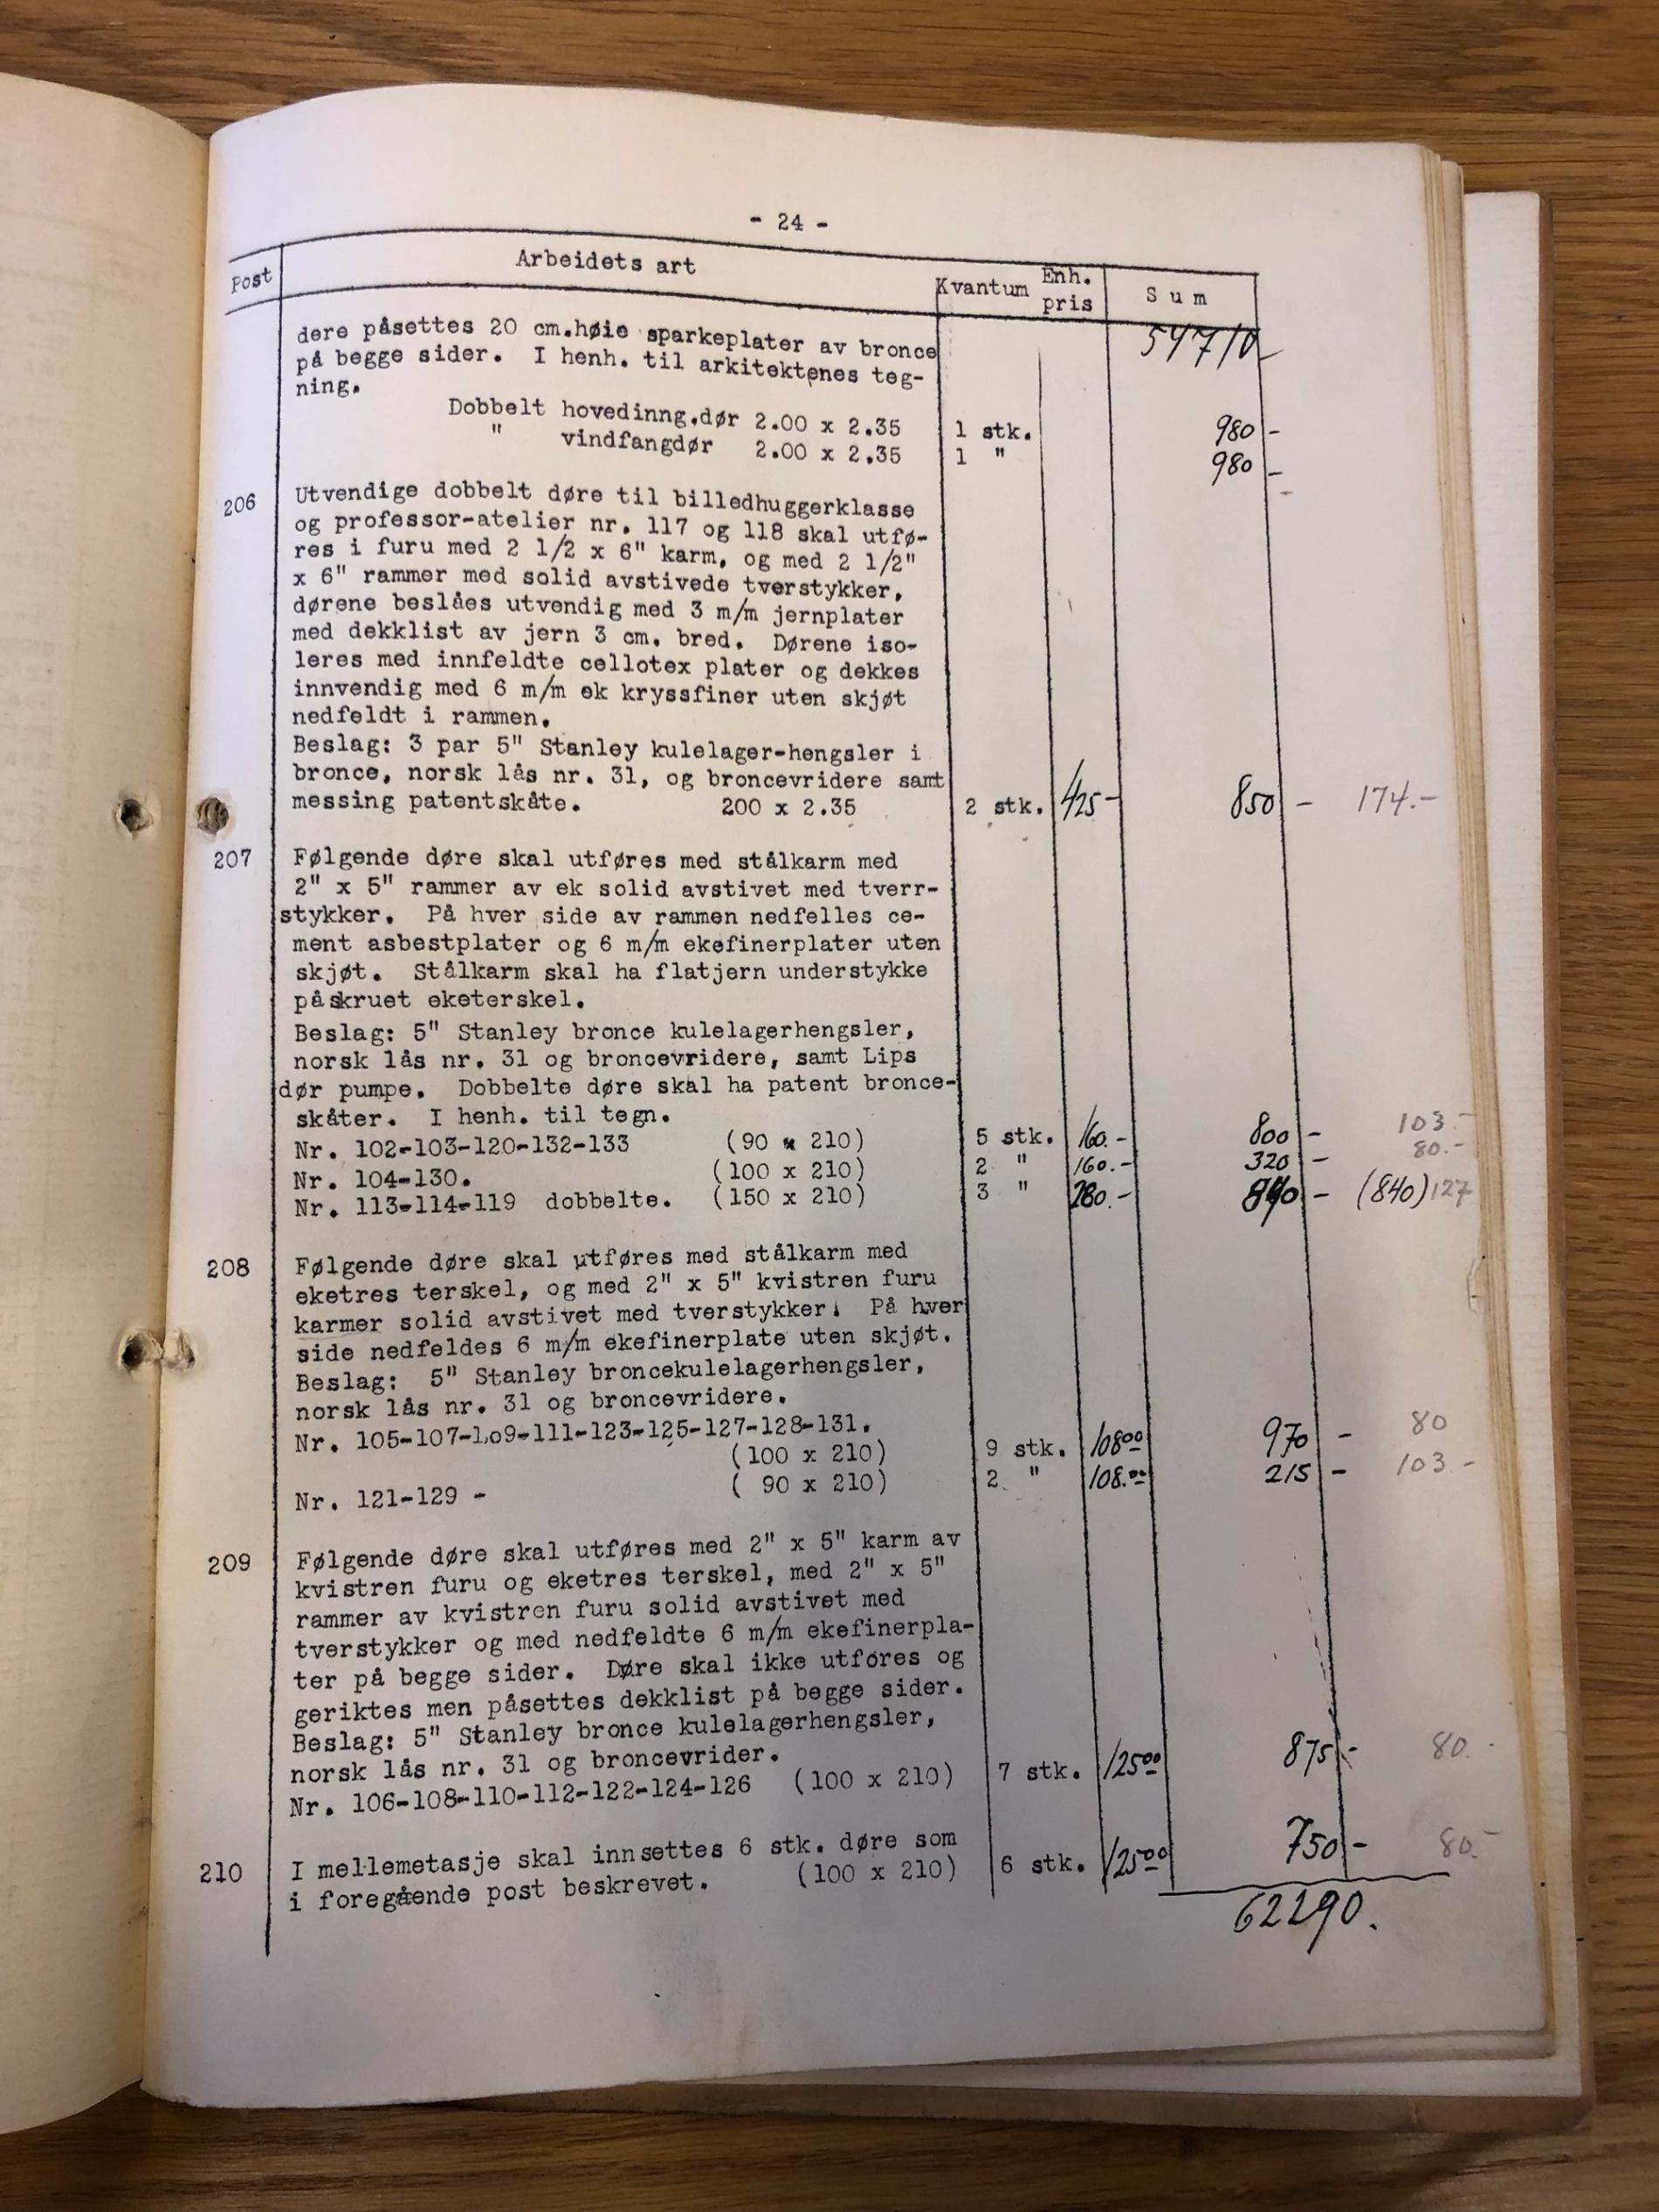 - 24 -
Post Arbeidets art Kvantum Enh. pris Sum
dere påsettes 20 cm.høie sparkeplater av bronce 54710-
på begge sider. I henh. til arkitektenes teg-
ning.
Dobbelt hovedinng.dør 2.00 x 2.35 1 stk. 980-
" vindfangdør 2.00 x 2.35 1 " 980-
206 Utvendige dobbelt døre til billedhuggerklasse
og professor-atelier nr. 117 og 118 skal utfø-
res i furu med 2 1/2 x 6" karm, og med 2 1/2"
x 6" rammer med solid avstivede tverstykker,
dørene beslåes utvendig med 3 m/m jernplater
med dekklist av jern 3 cm. bred. Dørene iso-
leres med innfeldte cellotex plater og dekkes
innvendig med 6 m/m ek kryssfiner uten skjøt
nedfeldt i rammen.
Beslag: 3 par 5" Stanley kulelager-hengsler i
bronce, norsk lås nr. 31, og broncevridere samt
messing patentskåte. 200 x 2.35 2 stk. 425- 850- 174.-
207 Følgende døre skal utføres med stålkarm med
2" x 5" rammer av ek solid avstivet med tverr-
stykker. På hver side av rammen nedfelles ce-
ment asbestplater og 6 m/m ekefinerplater uten
skjøt. Stålkarm skal ha flatjern understykke
påskruet eketerskel.
Beslag: 5" Stanley bronce kulelagerhengsler,
norsk lås nr. 31 og broncevridere, samt Lips
dør pumpe. Dobbelte døre skal ha patent bronce-
skåter. I henh. til tegn.
Nr. 102-103-120-132-133 (90 x 210) 5 stk. 160.- 800- 103.-
Nr. 104-130. (100 x 210) 2 " 160.- 320- 80.-
Nr. 113-114-119 dobbelte. (150 x 210) 3 " 280.- 840- (840) 127
208 Følgende døre skal utføres med stålkarm med
eketres terskel, og med 2" x 5" kvistren furu
karmer solid avstivet med tverstykker. På hver
side nedfeldes 6 m/m ekefinerplate uten skjøt.
Beslag: 5" Stanley broncekulelagerhengsler,
norsk lås nr. 31 og broncevridere.
Nr. 105-107-1o9-111-123-125-127-128-131.
(100 x 210) 9 stk. 108.00 970- 80
Nr. 121-129 - ( 90 x 210) 2 " 108.00 215- 103-
209 Følgende døre skal utføres med 2" x 5" karm av
kvistren furu og eketres terskel, med 2" x 5"
rammer av kvistren furu solid avstivet med
tverstykker og med nedfeldte 6 m/m ekefinerpla-
ter på begge sider. Døre skal ikke utfores og
geriktes men påsettes dekklist på begge sider.
Beslag: 5" Stanley bronce kulelagerhengsler,
norsk lås nr. 31 og broncevrider.
Nr. 106-108-110-112-122-124-126 (100 x 210) 7 stk. 125.00 875- 80.-
210 I mellemetasje skal innsettes 6 stk. døre som
i foregående post beskrevet. (100 x 210) 6 stk. 125.00 750- 80.-
62290.